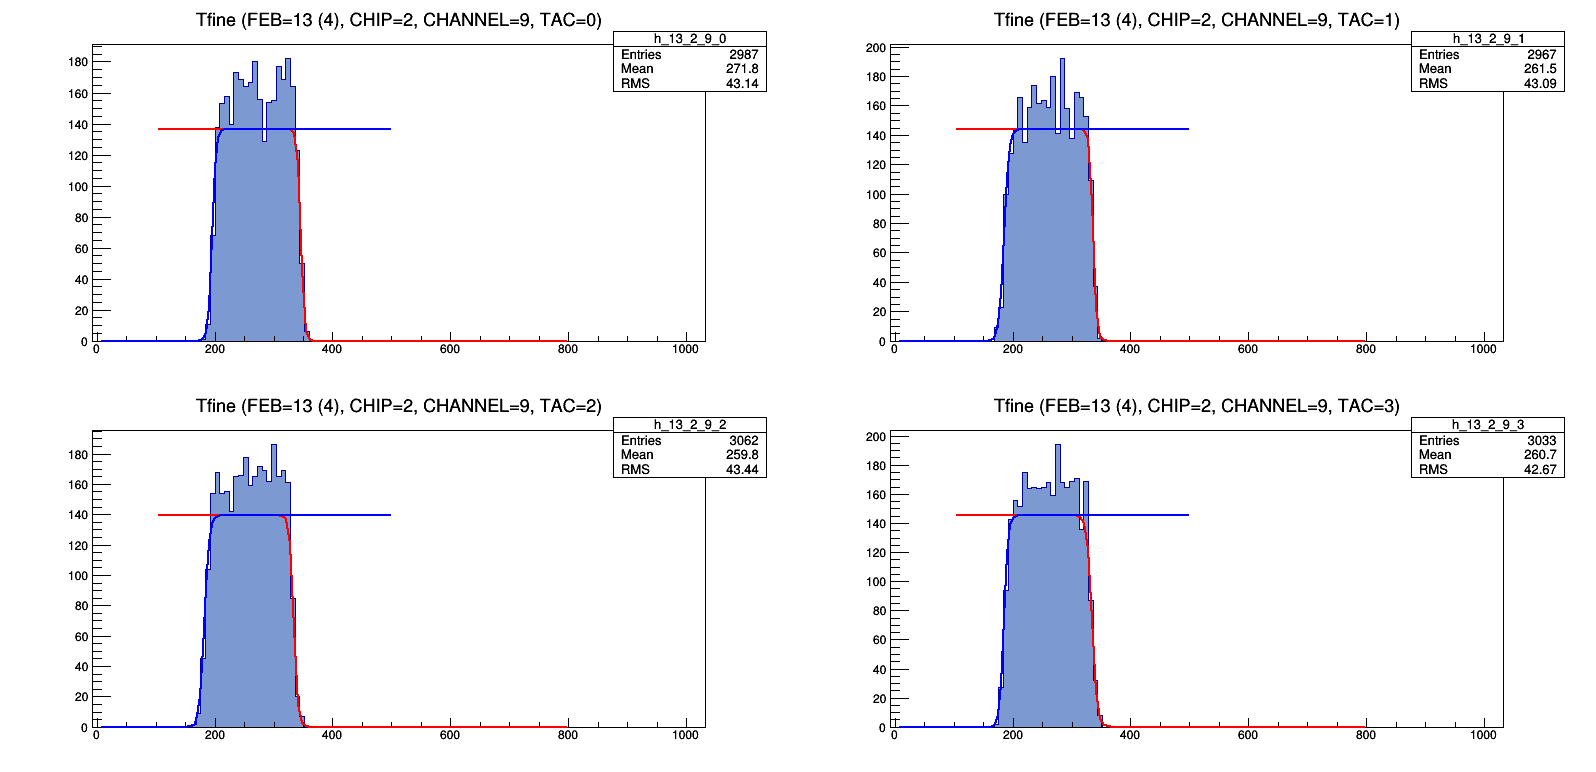 Tfine (FEB=13 (4), CHIP=2, CHANNEL=9, TAC=0)
h_13_2_9_0
Entries 2987
Mean 271.8
RMS 43.14
180
160
140
120
100
80
60
40
20
0
0 200 400 600 800 1000
Tfine (FEB=13 (4), CHIP=2, CHANNEL=9, TAC=1)
h_13_2_9_1
Entries 2967
Mean 261.5
RMS 43.09
200
180
160
140
120
100
80
60
40
20
0
0 200 400 600 800 1000
Tfine (FEB=13 (4), CHIP=2, CHANNEL=9, TAC=2)
h_13_2_9_2
Entries 3062
Mean 259.8
RMS 43.44
180
160
140
120
100
80
60
40
20
0
0 200 400 600 800 1000
Tfine (FEB=13 (4), CHIP=2, CHANNEL=9, TAC=3)
h_13_2_9_3
Entries 3033
Mean 260.7
RMS 42.67
200
180
160
140
120
100
80
60
40
20
0
0 200 400 600 800 1000